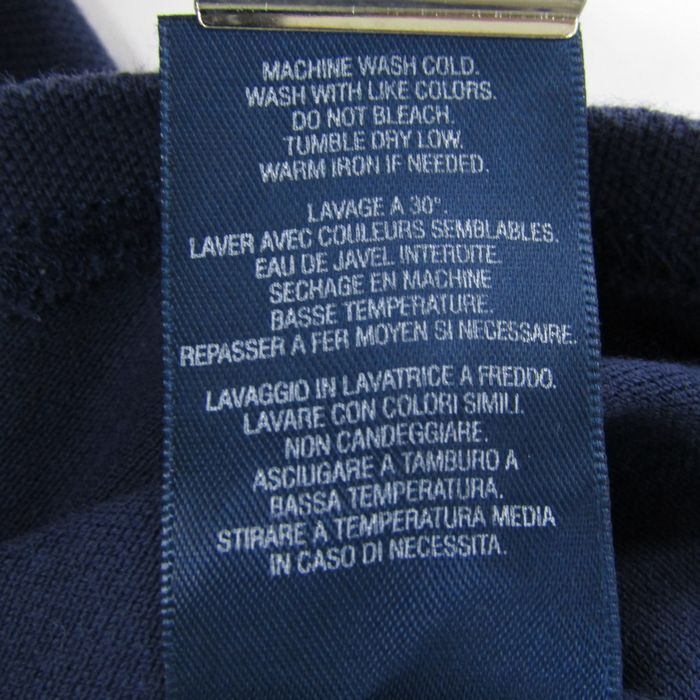 MACHINE WASH COLD.
WASH WITH LIKE COLORS.
DO NOT BLEACH.
TUMBLE DRY LOW.
WARM IRON IF NEEDED.
LAVAGE A 30°.
LAVER AVEC COULEURS SEMBLABLES.
EAU DE JAVEL INTERDITE.
SECHAGE EN MACHINE
BASSE TEMPERATURE.
REPASSER A FER MOYEN SI NECESSAIRE.
LAVAGGIO IN LAVATRICE A FREDDO.
LAVARE CON COLORI SIMILI.
NON CANDEGGIARE.
ASCIUGARE A TAMBURO A
BASSA TEMPERATURA.
STIRARE A TEMPERATURA MEDIA
IN CASO DI NECESSITA.